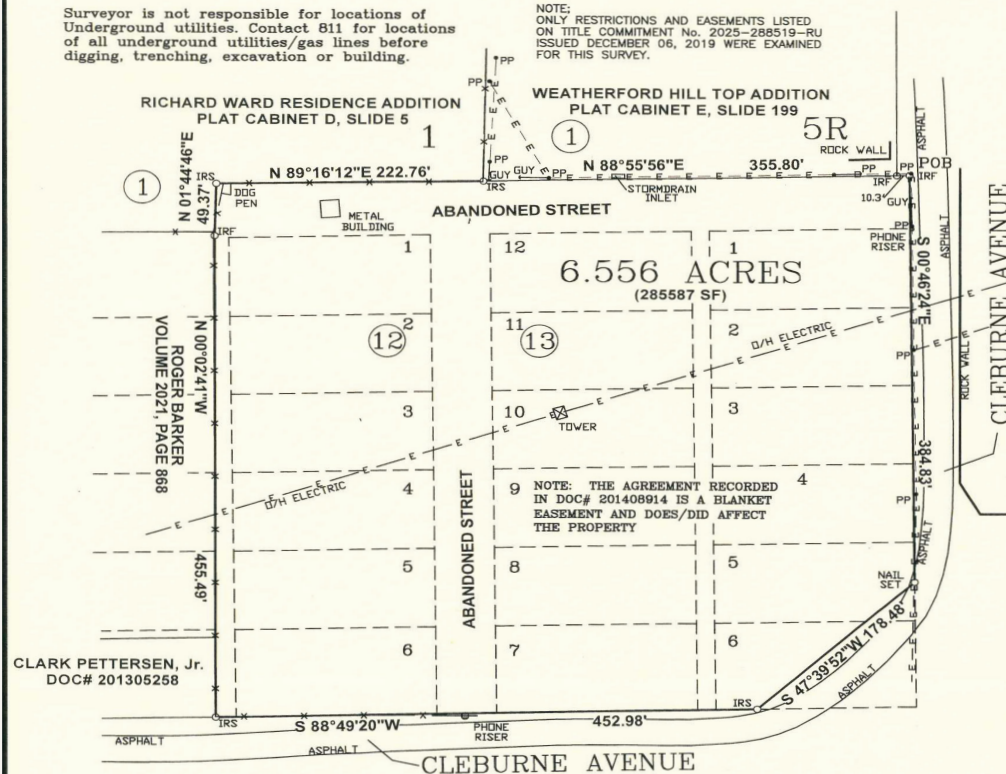 Surveyor is not responsible for locations of
Underground utilities. Contact 811 for locations
of all underground utilities/gas lines before
digging, trenching, excavation or building.
NOTE;
ONLY RESTRICTIONS AND EASEMENTS LISTED
ON TITLE COMMITMENT No. 2025-288519-RU
ISSUED DECEMBER 06, 2019 WERE EXAMINED
FOR THIS SURVEY.
PP
PP
RICHARD WARD RESIDENCE ADDITION
PLAT CABINET D, SLIDE 5
1
WEATHERFORD HILL TOP ADDITION
PLAT CABINET E, SLIDE 199
1
5R
ROCK WALL
ASPHALT
1
N 01°44'46"E
49.37'
IRS
DOG
PEN
N 89°16'12"E 222.76'
PP
GUY
GUY
PP
IRS
N 88°55'56"E
355.80'
STORMDRAIN
INLET
PP
PP
POB
IRF
IRF
10.3'
GUY
METAL
BUILDING
ABANDONED STREET
IRF
PP
PHONE
RISER
ASPHALT
1
12
1
6.556 ACRES
(285587 SF)
S 00°46'24"E
384.83'
CLEBURNE AVENUE
2
12
11
13
2
O/H ELECTRIC
PP
ROCK WALL
N 00°02'41"W
455.49'
ROGER BARKER
VOLUME 2021, PAGE 868
3
10
TOWER
3
O/H ELECTRIC
4
ABANDONED STREET
9
NOTE: THE AGREEMENT RECORDED
IN DOC# 201408914 IS A BLANKET
EASEMENT AND DOES/DID AFFECT
THE PROPERTY
4
PP
ASPHALT
5
8
5
NAIL
SET
6
7
6
S 47°39'52"W 178.48'
ASPHALT
CLARK PETTERSEN, Jr.
DOC# 201305258
IRS
IRS
S 88°49'20"W
452.98'
PHONE
RISER
ASPHALT
ASPHALT
CLEBURNE AVENUE
E E E E E E E E E E E E E E E E E E E E E E E E